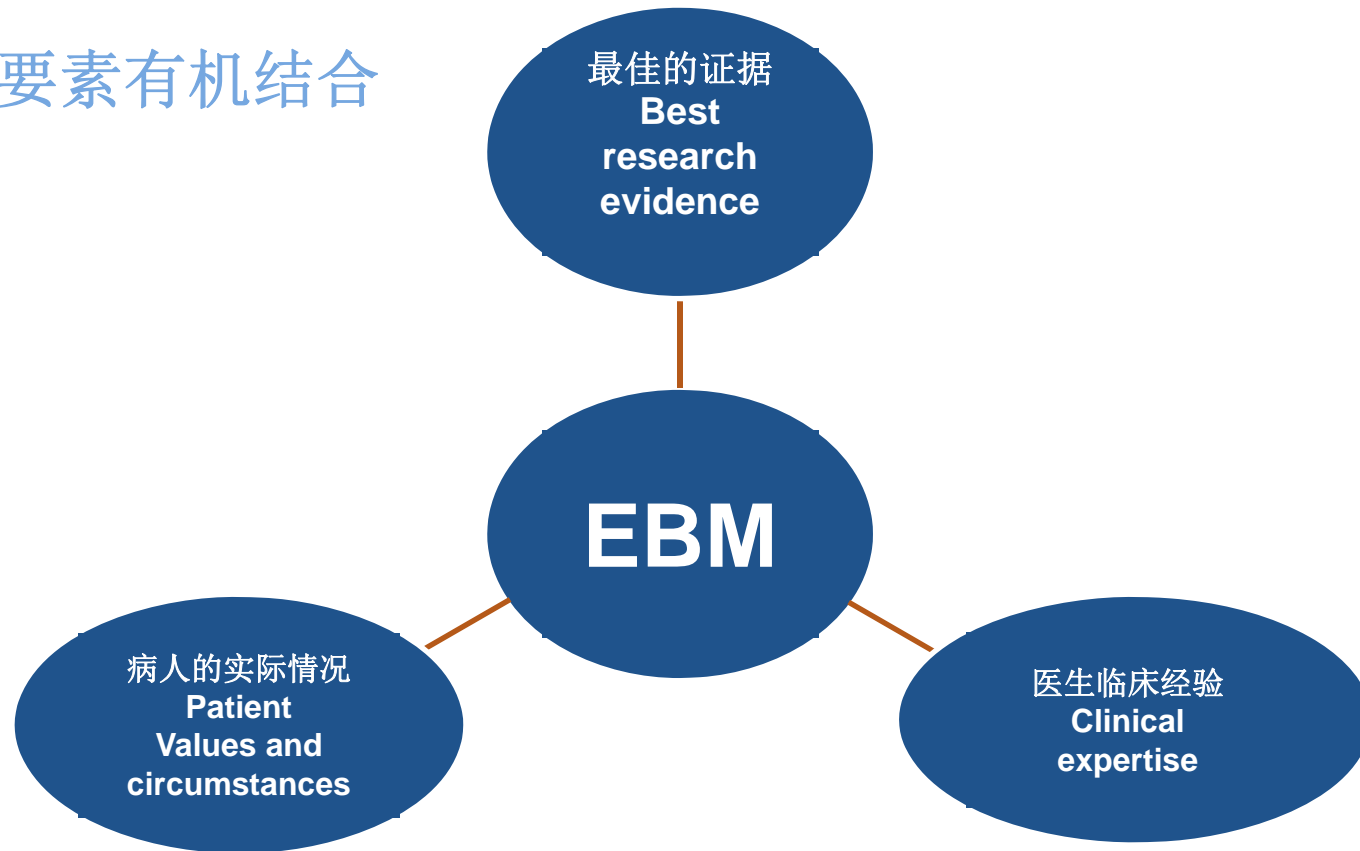 要素有机结合
最佳的证据
Best
research
evidence
EBM
病人的实际情况
Patient
Values and
circumstances
医生临床经验
Clinical
expertise